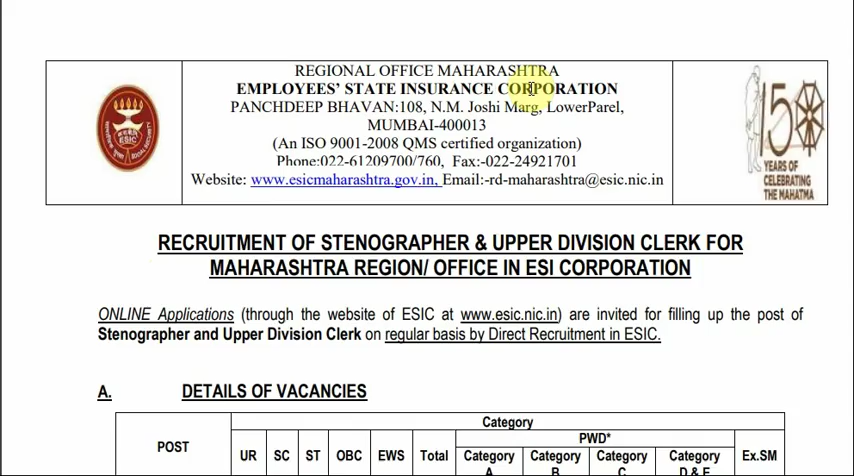 REGIONAL OFFICE MAHARASHTRA
EMPLOYEES' STATE INSURANCE CORPORATION
PANCHDEEP BHAVAN:108, N.M. Joshi Marg, LowerParel,
MUMBAI-400013
(An ISO 9001-2008 QMS certified organization)
Phone:022-61209700/760, Fax:-022-24921701
Website: www.esicmaharashtra.gov.in, Email:-rd-maharashtra@esic.nic.in
ESIC
150
YEARS OF
CELEBRATING
THE MAHATMA
RECRUITMENT OF STENOGRAPHER & UPPER DIVISION CLERK FOR
MAHARASHTRA REGION/ OFFICE IN ESI CORPORATION
ONLINE Applications (through the website of ESIC at www.esic.nic.in) are invited for filling up the post of
Stenographer and Upper Division Clerk on regular basis by Direct Recruitment in ESIC.
A. DETAILS OF VACANCIES
Category
POST UR SC ST OBC EWS Total PWD* Ex.SM
Category A Category B Category C Category D & E